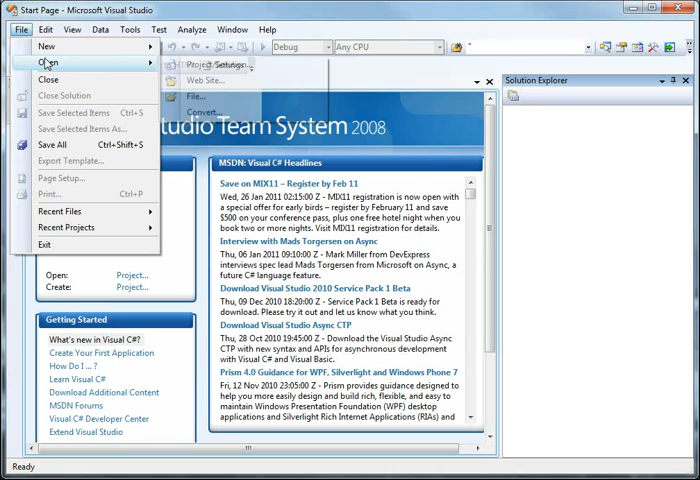 Start Page - Microsoft Visual Studio
File Edit View Data Tools Test Analyze Window Help
Debug Any CPU "
New
Open
Close
Close Solution
Save Selected Items Ctrl+S
Save Selected Items As...
Save All Ctrl+Shift+S
Export Template...
Page Setup...
Print... Ctrl+P
Recent Files
Recent Projects
Exit
Web Site...
File...
Convert...
Solution Explorer
tudio Team System 2008
MSDN: Visual C# Headlines
Save on MIX11 – Register by Feb 11
Wed, 26 Jan 2011 02:15:00 Z - MIX11 registration is now open with
a special offer for early birds – register by February 11 and save
$500 on your conference pass, plus one free hotel night when you
book two or more nights. Visit MIX11 registration for details.
Interview with Mads Torgersen on Async
Thu, 06 Jan 2011 09:10:00 Z - Mark Miller from DevExpress
interviews spec lead Mads Torgersen from Microsoft on Async, a
future C# language feature.
Download Visual Studio 2010 Service Pack 1 Beta
Thu, 09 Dec 2010 18:20:00 Z - Service Pack 1 Beta is ready for
download. Please try it out and let us know what you think.
Download Visual Studio Async CTP
Thu, 28 Oct 2010 19:45:00 Z - Download the Visual Studio Async
CTP with new syntax and APIs for asynchronous development
with Visual C# and Visual Basic.
Prism 4.0 Guidance for WPF, Silverlight and Windows Phone 7
Fri, 12 Nov 2010 23:05:00 Z - Prism provides guidance designed to
help you more easily design and build rich, flexible, and easy to
maintain Windows Presentation Foundation (WPF) desktop
applications and Silverlight Rich Internet Applications (RIAs) and
Open: Project...
Create: Project...
Getting Started
What's new in Visual C#?
Create Your First Application
How Do I ... ?
Learn Visual C#
Download Additional Content
MSDN Forums
Visual C# Developer Center
Extend Visual Studio
Ready